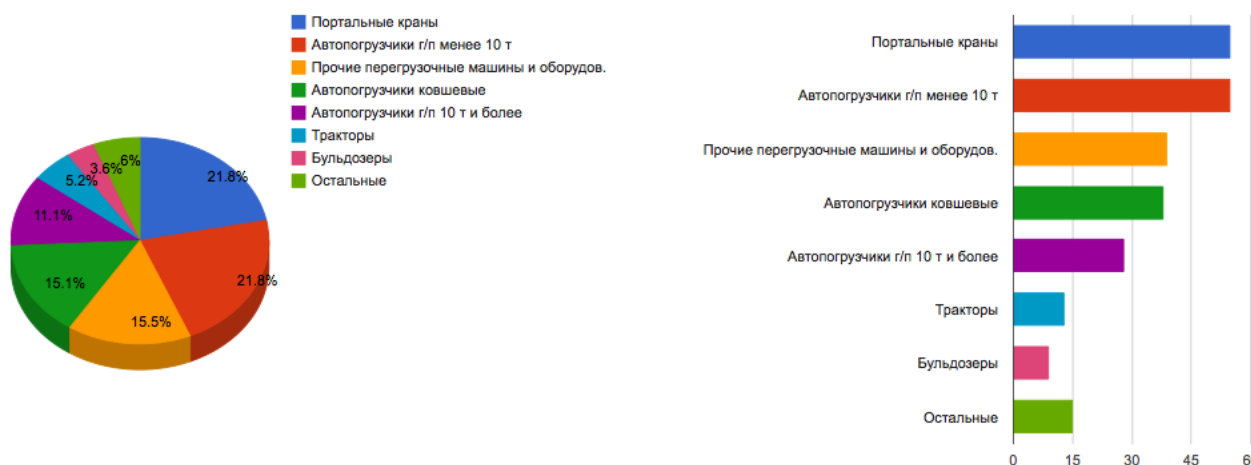 Портальные краны
Автопогрузчики г/п менее 10 т
Прочие перегрузочные машины и оборудов.
Автопогрузчики ковшевые
Автопогрузчики г/п 10 т и более
Тракторы
Бульдозеры
Остальные
21.8%
21.8%
15.5%
15.1%
11.1%
5.2%
3.6%
6%
Портальные краны
Автопогрузчики г/п менее 10 т
Прочие перегрузочные машины и оборудов.
Автопогрузчики ковшевые
Автопогрузчики г/п 10 т и более
Тракторы
Бульдозеры
Остальные
0 15 30 45